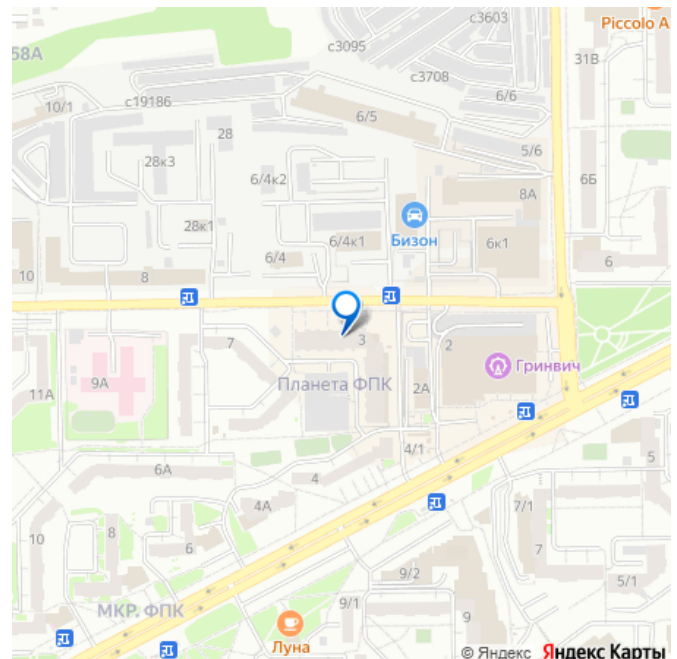 с3603
Piccolo A
с3095
58А
31В
с3708
с19186
10/1
6/6
6/5
28
5/6
28к3
6/4к2
6Б
8А
Бизон
28к1
6/4к1
6к1
6/4
6
10
8
7
3
2
Гринвич
9А
Планета ФПК
2А
11А
4/1
6А
4
5
4А
7/1
8
10
6
7
9/2
5/1
МКР. ФПК
9/1
9
Луна
© Яндекс Яндекс Карты